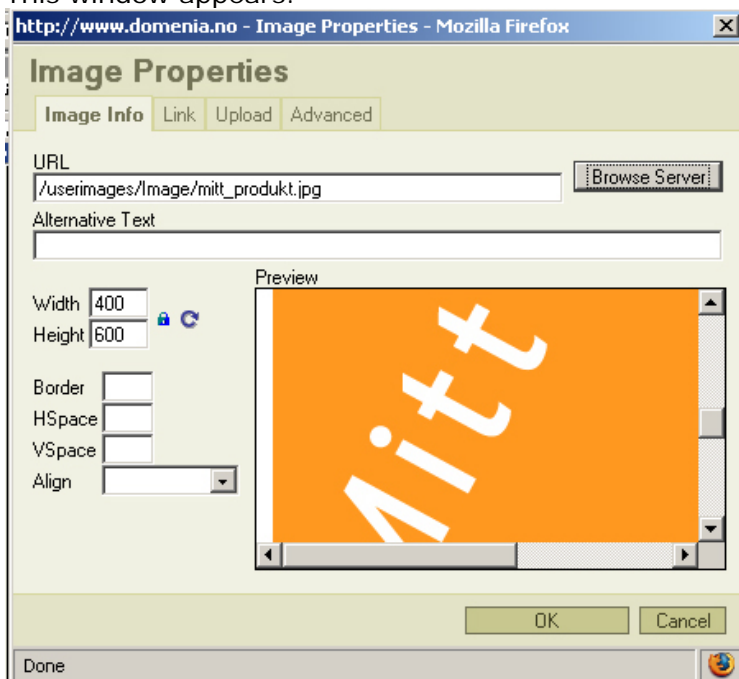 This window appears:
http://www.domenia.no - Image Properties - Mozilla Firefox
Image Properties
Image Info Link Upload Advanced
URL
/userimages/Image/mitt_produkt.jpg Browse Server
Alternative Text
Preview
Width 400
Height 600
Border
HSpace
VSpace
Align
Mitt
OK Cancel
Done